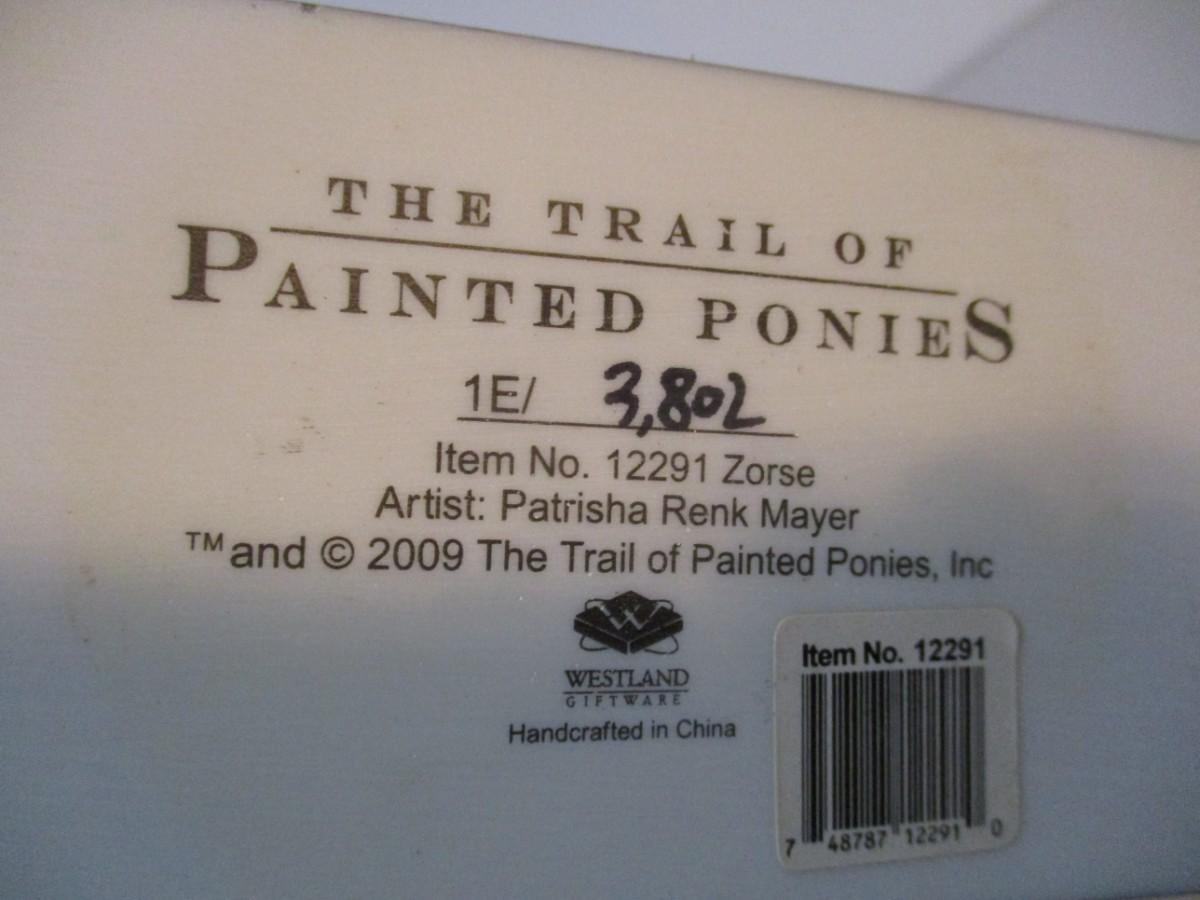 THE TRAIL OF
PAINTED PONIES
1E/ 3,802
Item No. 12291 Zorse
Artist: Patrisha Renk Mayer
™ and © 2009 The Trail of Painted Ponies, Inc
W
WESTLAND
GIFTWARE
Handcrafted in China
Item No. 12291
7 48787 12291 0